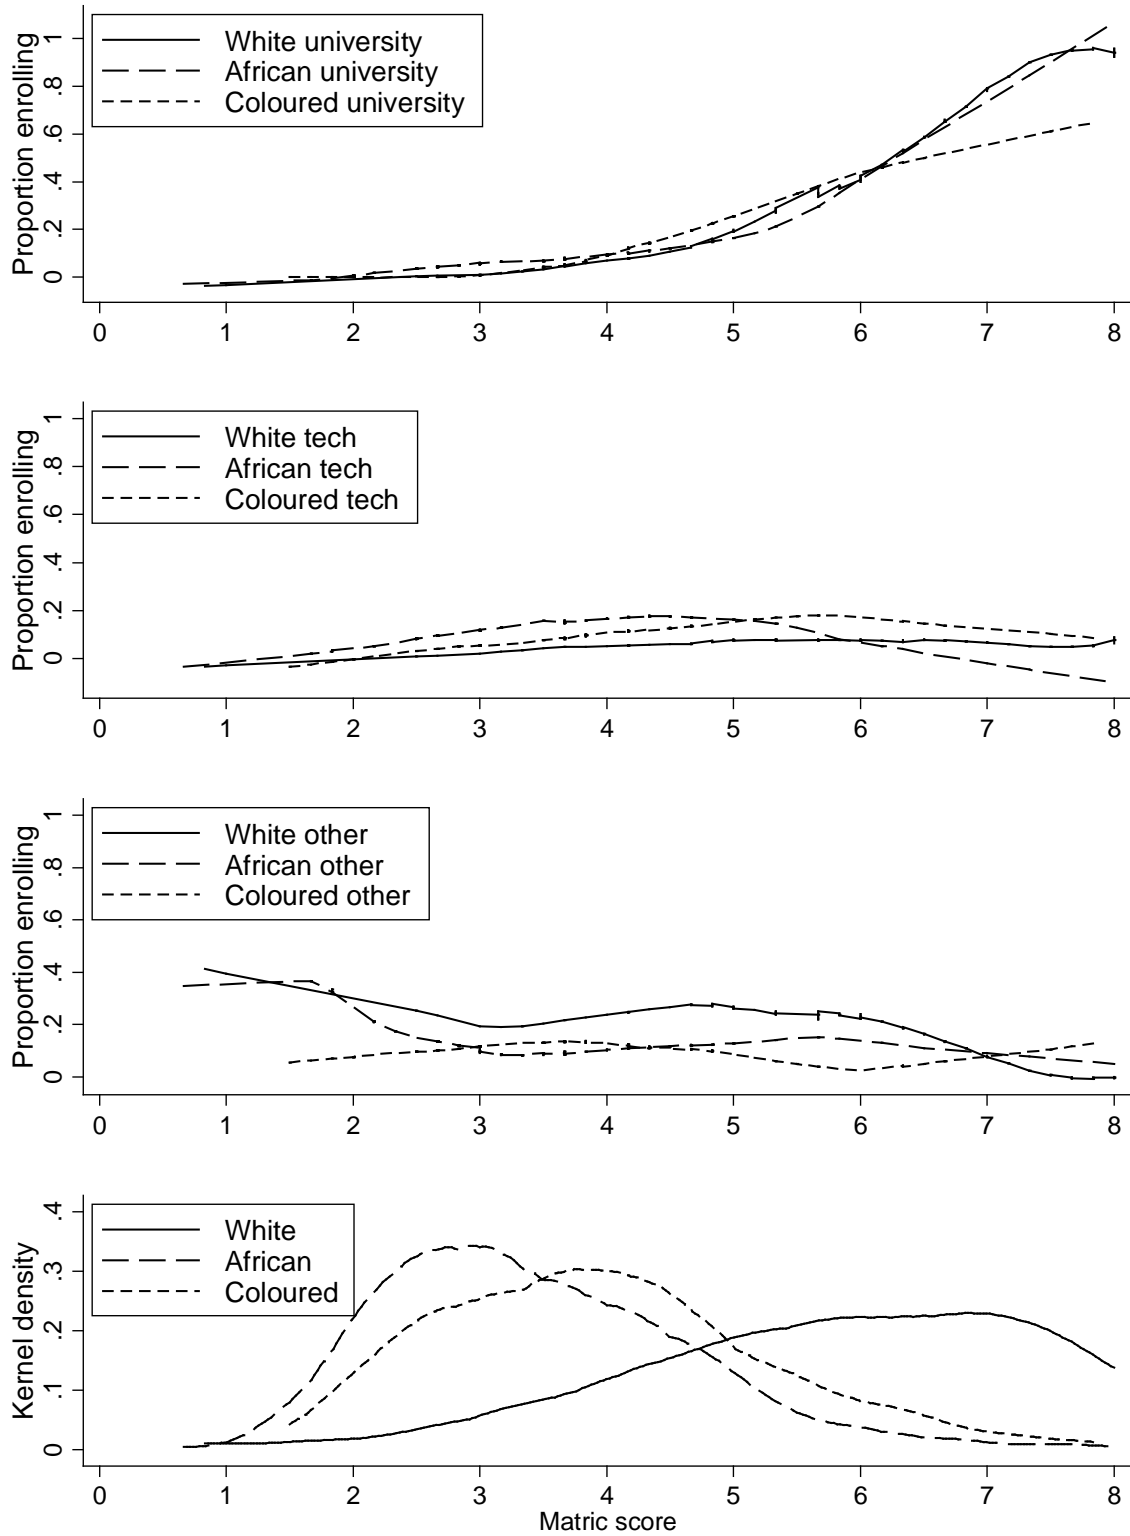 Proportion enrolling
0 .2 .4 .6 .8 1
White university
African university
Coloured university
0 1 2 3 4 5 6 7 8
Proportion enrolling
0 .2 .4 .6 .8 1
White tech
African tech
Coloured tech
0 1 2 3 4 5 6 7 8
Proportion enrolling
0 .2 .4 .6 .8 1
White other
African other
Coloured other
0 1 2 3 4 5 6 7 8
Kernel density
0 .1 .2 .3 .4
White
African
Coloured
0 1 2 3 4 5 6 7 8
Matric score